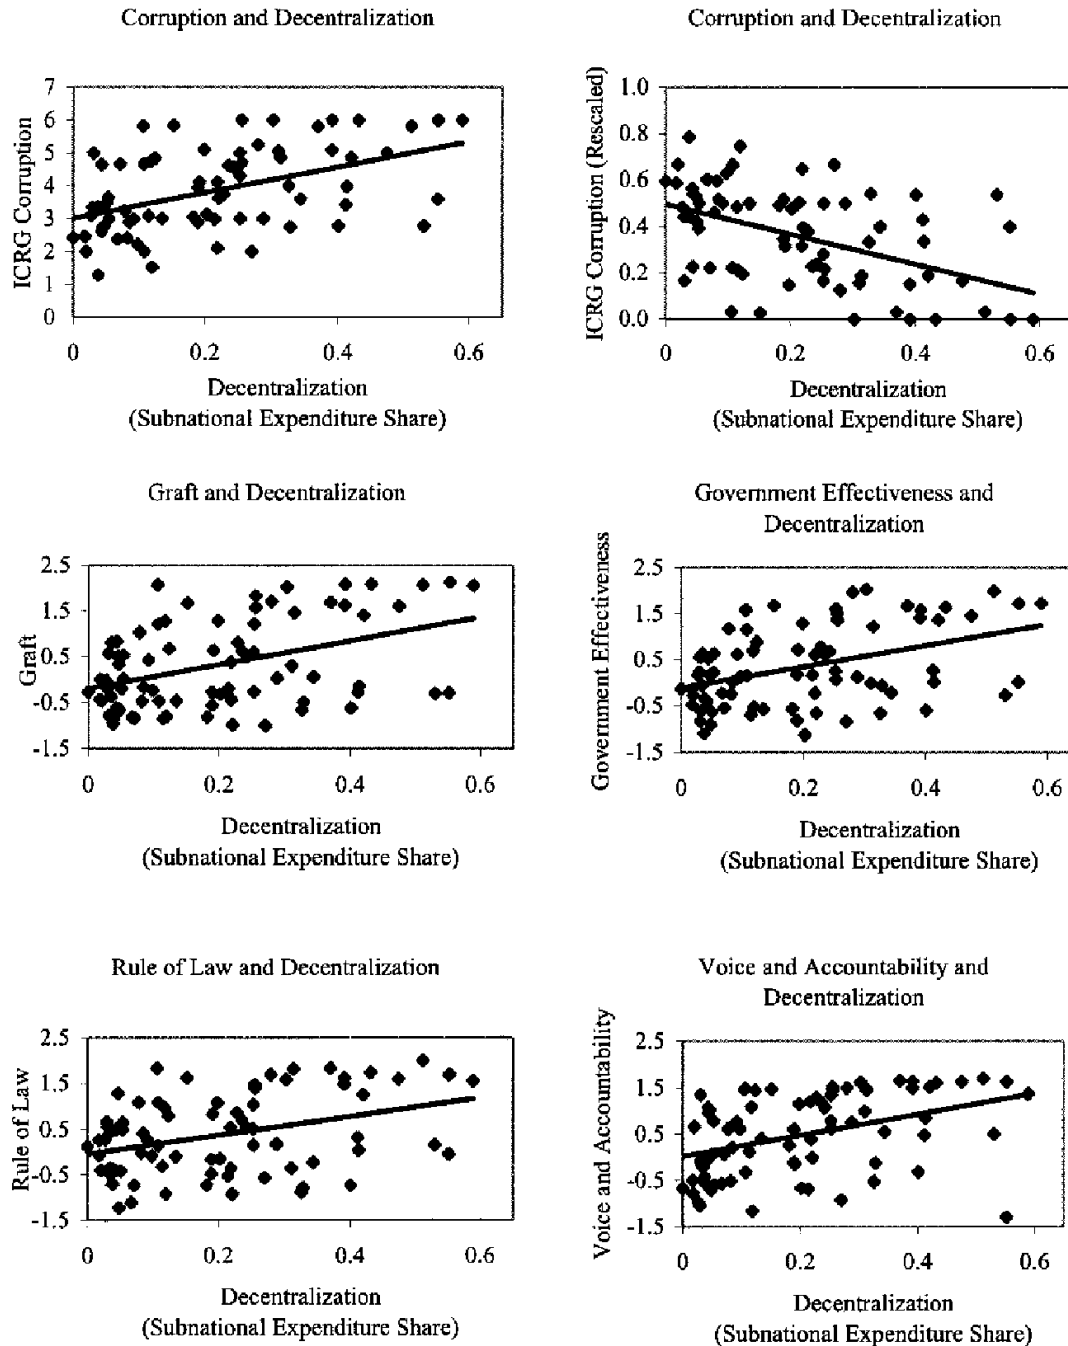 Corruption and Decentralization
ICRG Corruption
7
6
5
4
3
2
1
0
0
0.2
0.4
0.6
Decentralization
(Subnational Expenditure Share)
Corruption and Decentralization
ICRG Corruption (Rescaled)
1.0
0.8
0.6
0.4
0.2
0.0
0
0.2
0.4
0.6
Decentralization
(Subnational Expenditure Share)
Graft and Decentralization
Graft
2.5
1.5
0.5
-0.5
-1.5
0
0.2
0.4
0.6
Decentralization
(Subnational Expenditure Share)
Government Effectiveness and
Decentralization
Government Effectiveness
2.5
1.5
0.5
-0.5
-1.5
0
0.2
0.4
0.6
Decentralization
(Subnational Expenditure Share)
Rule of Law and Decentralization
Rule of Law
2.5
1.5
0.5
-0.5
-1.5
0
0.2
0.4
0.6
Decentralization
(Subnational Expenditure Share)
Voice and Accountability and
Decentralization
Voice and Accountability
2.5
1.5
0.5
-0.5
-1.5
0
0.2
0.4
0.6
Decentralization
(Subnational Expenditure Share)